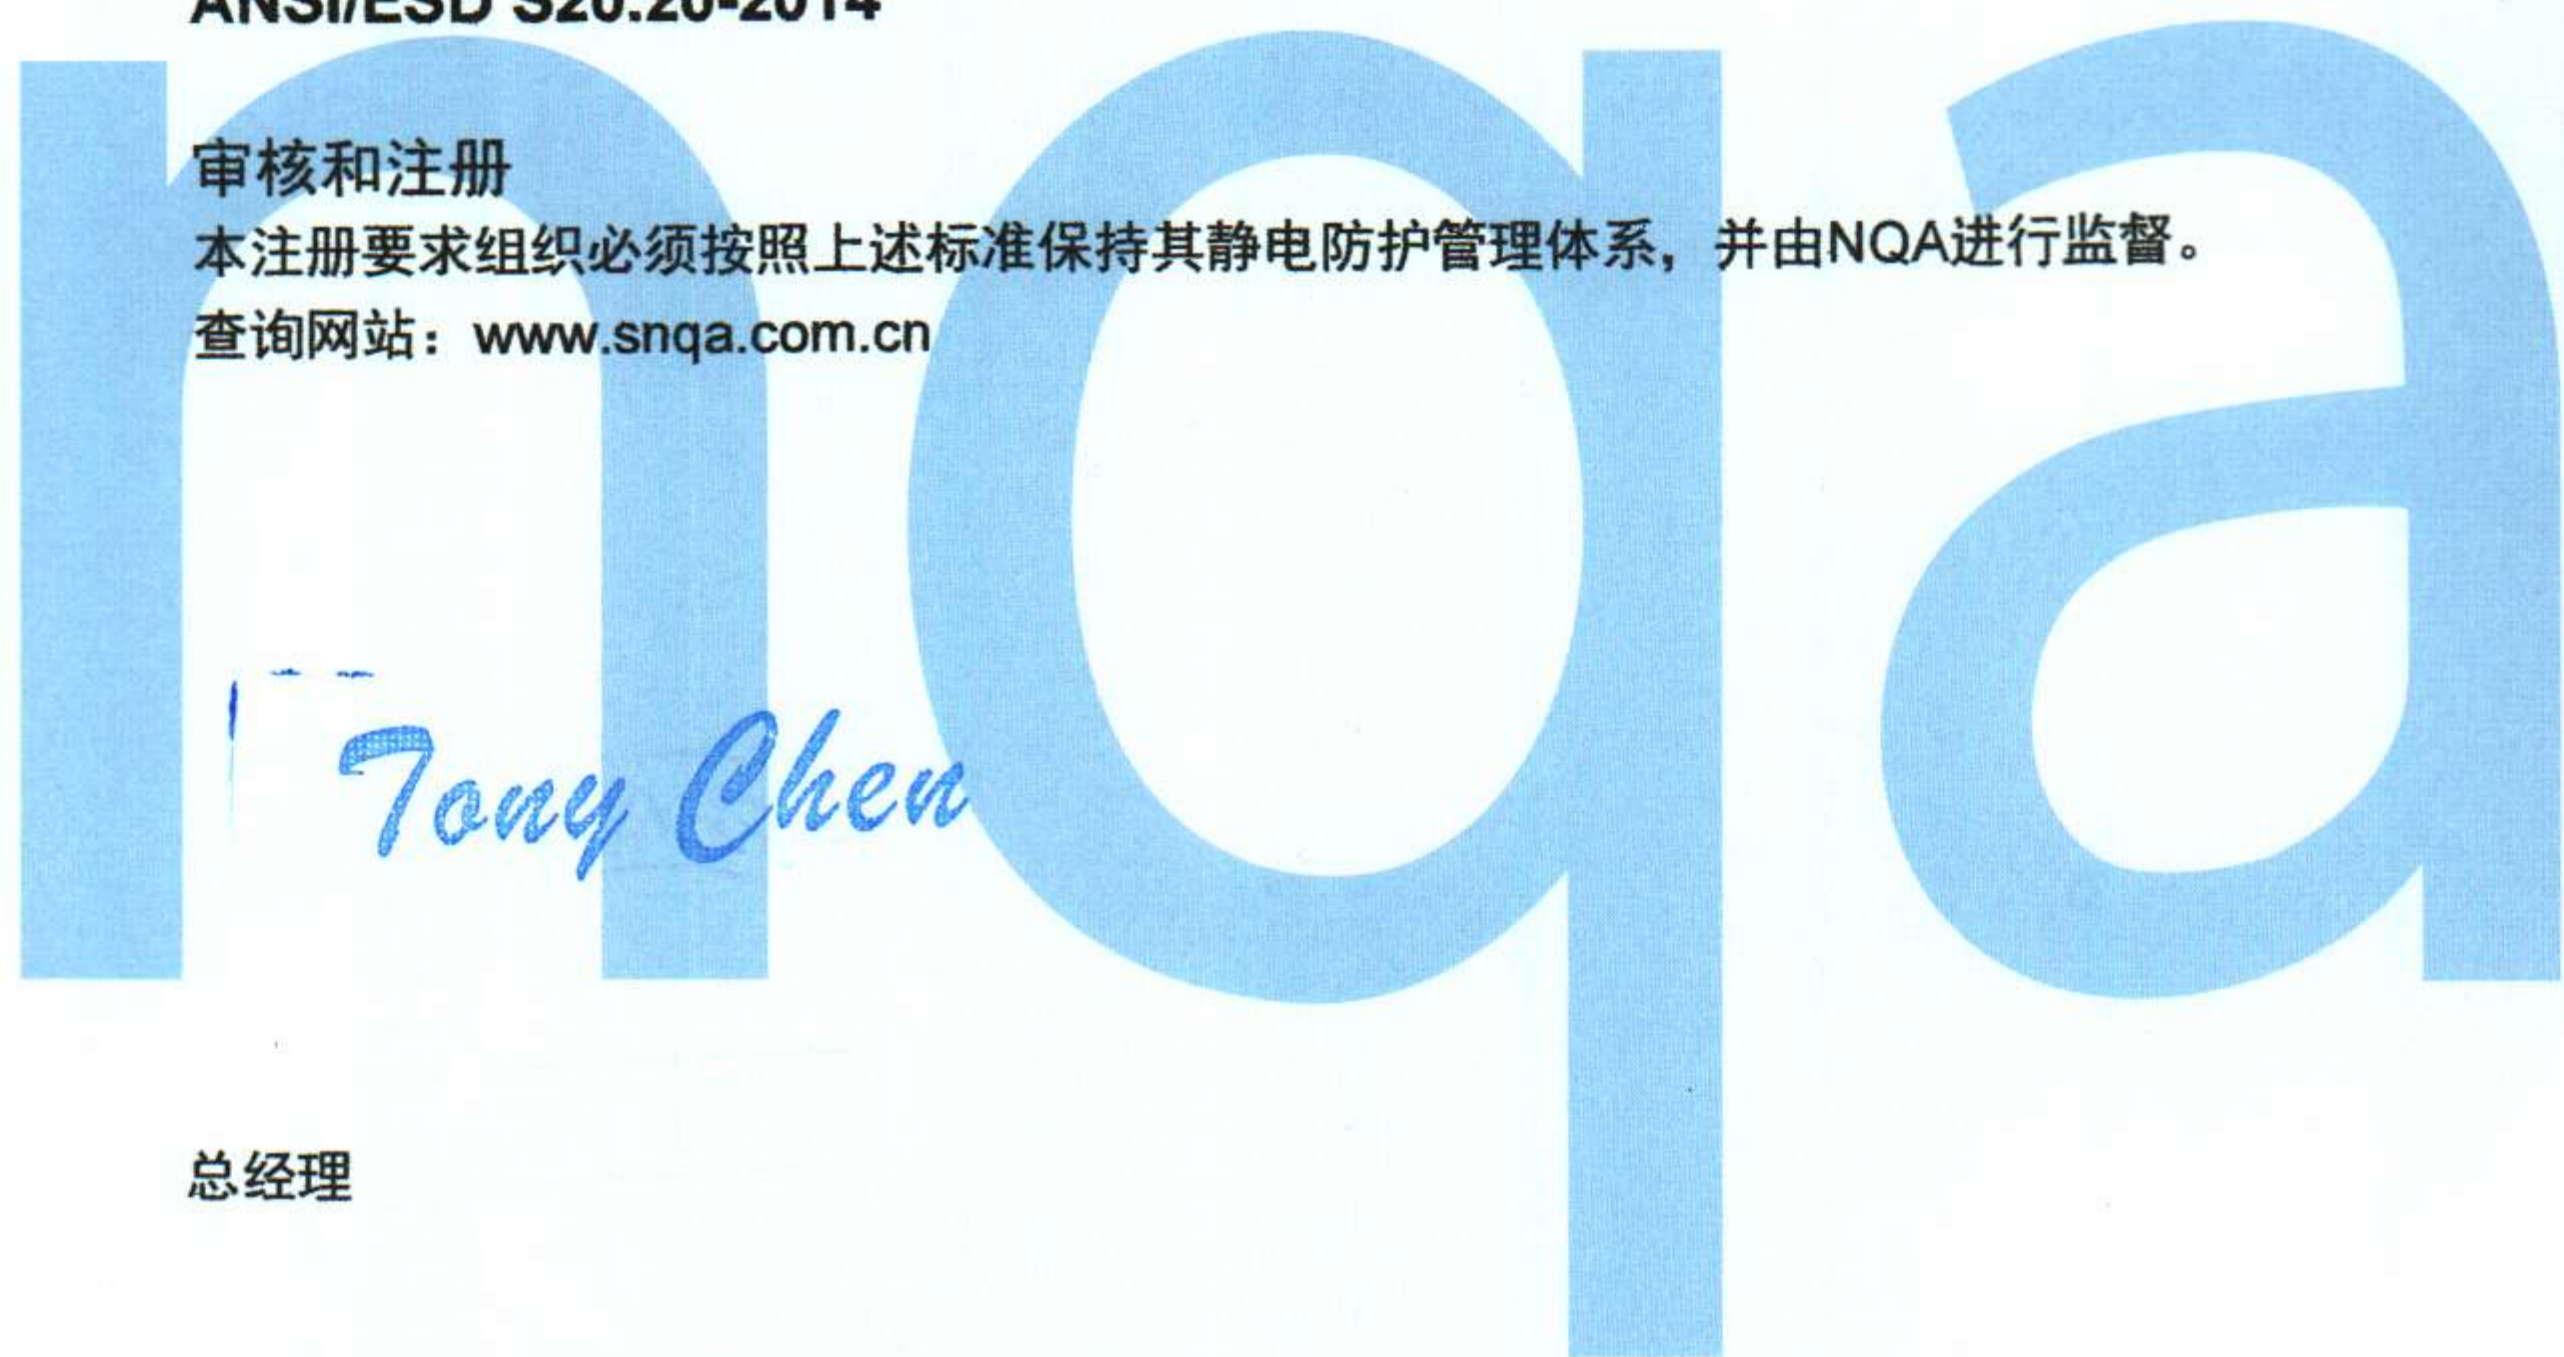 ANSI/ESD S20.20-2014
审核和注册
本注册要求组织必须按照上述标准保持其静电防护管理体系，并由NQA进行监督。
查询网站：www.snqa.com.cn
nqa
Tony Chen
总经理